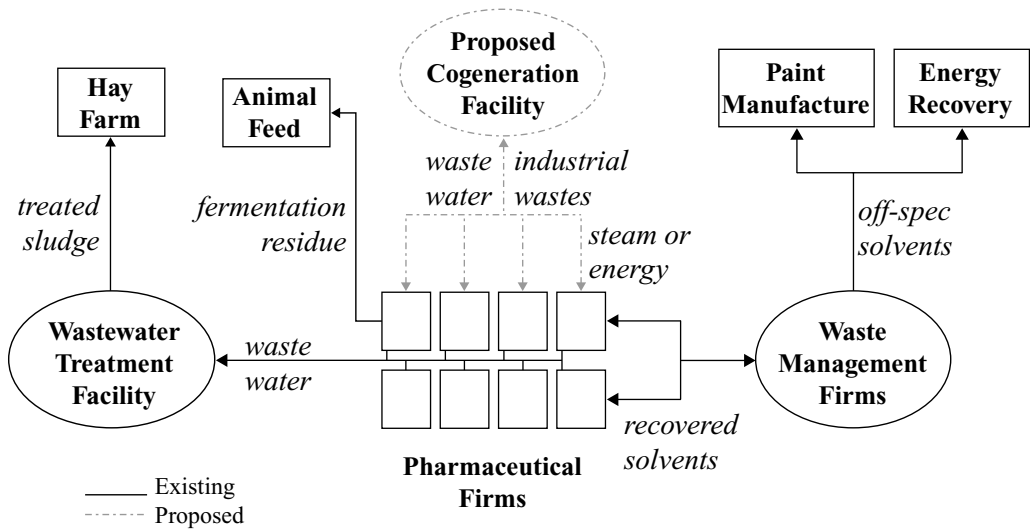 Proposed
Cogeneration
Facility
Hay
Farm
Animal
Feed
Paint
Manufacture
Energy
Recovery
waste
water
industrial
wastes
treated
sludge
fermentation
residue
steam or
energy
off-spec
solvents
Wastewater
Treatment
Facility
waste
water
Waste
Management
Firms
recovered
solvents
Pharmaceutical
Firms
Existing
Proposed